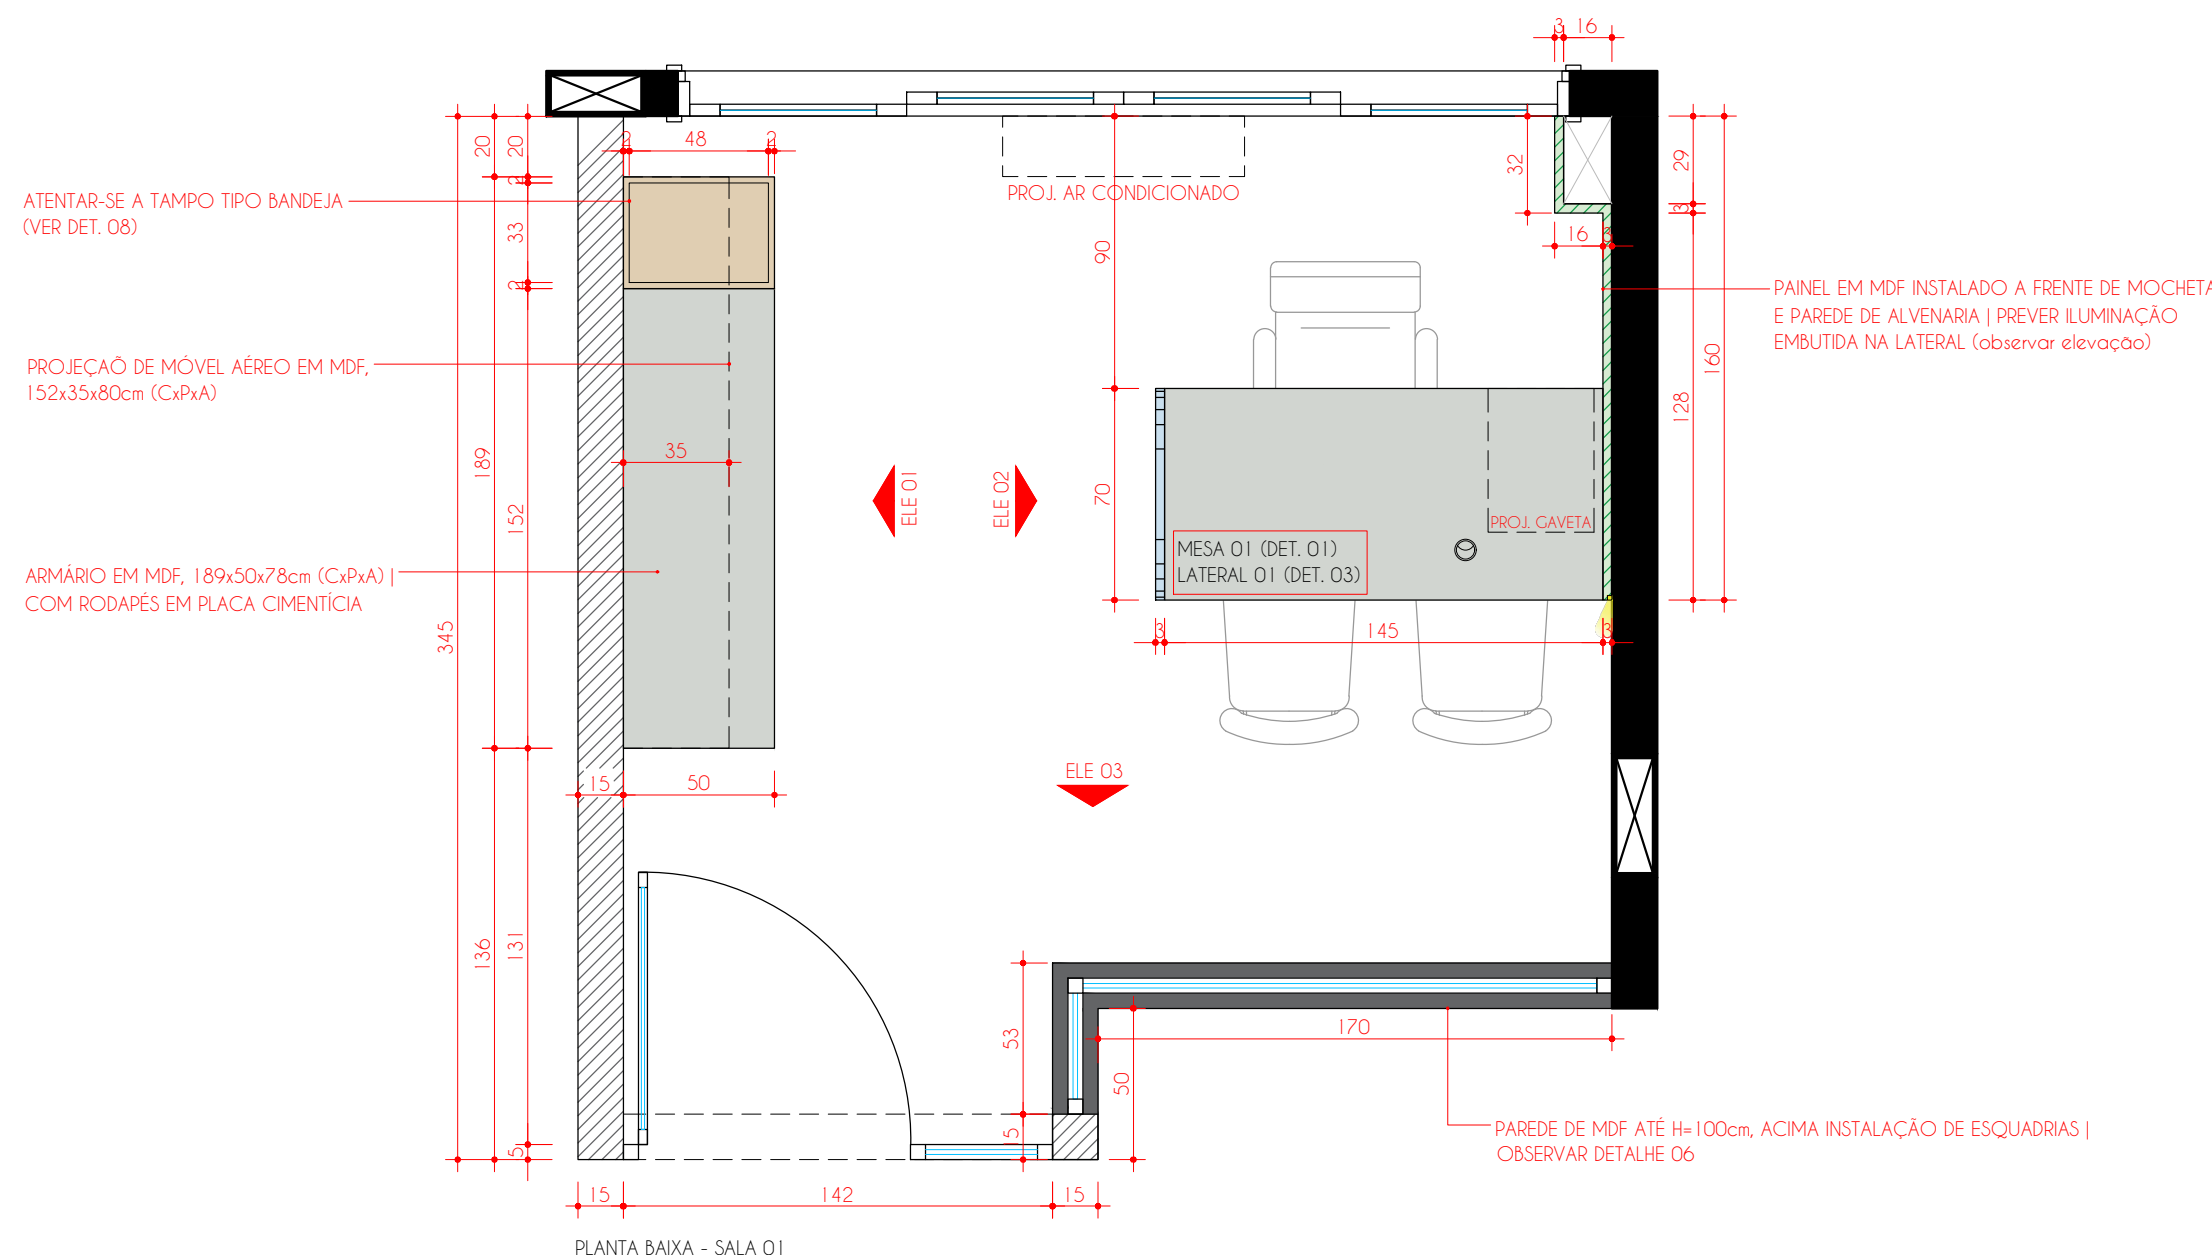 3 16
2 48 2
20
20
2
33
2
ATENTAR-SE A TAMPO TIPO BANDEJA
(VER DET. 08)
PROJ. AR CONDICIONADO
32
29
3
16 3
90
160
128
PAINEL EM MDF INSTALADO A FRENTE DE MOCHETA
E PAREDE DE ALVENARIA | PREVER ILUMINAÇÃO
EMBUTIDA NA LATERAL (observar elevação)
PROJEÇAÕ DE MÓVEL AÉREO EM MDF,
152x35x80cm (CxPxA)
35
189
152
ELE 01
ELE 02
70
PROJ. GAVETA
MESA 01 (DET. 01)
LATERAL 01 (DET. 03)
ARMÁRIO EM MDF, 189x50x78cm (CxPxA) |
COM RODAPÉS EM PLACA CIMENTÍCIA
345
3 145 3
15 50
ELE 03
136
131
5
53
15
50
170
PAREDE DE MDF ATÉ H=100cm, ACIMA INSTALAÇÃO DE ESQUADRIAS |
OBSERVAR DETALHE 06
15 142 15
PLANTA BAIXA - SALA 01